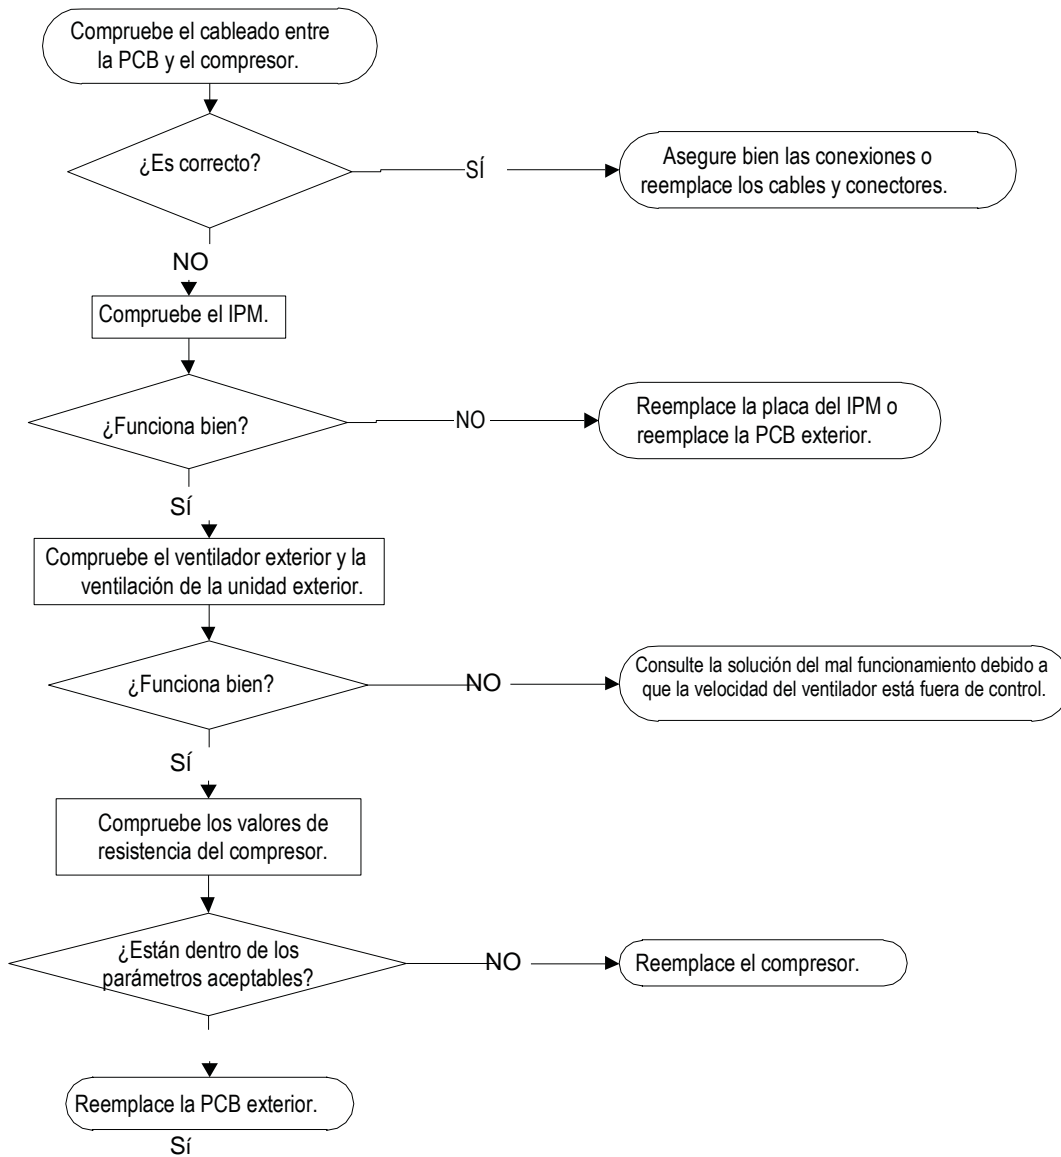 Compruebe el cableado entre
la PCB y el compresor.
¿Es correcto?
SÍ
Asegure bien las conexiones o
reemplace los cables y conectores.
NO
Compruebe el IPM.
¿Funciona bien?
NO
Reemplace la placa del IPM o
reemplace la PCB exterior.
SÍ
Compruebe el ventilador exterior y la
ventilación de la unidad exterior.
¿Funciona bien?
NO
Consulte la solución del mal funcionamiento debido a
que la velocidad del ventilador está fuera de control.
SÍ
Compruebe los valores de
resistencia del compresor.
¿Están dentro de los
parámetros aceptables?
NO
Reemplace el compresor.
Reemplace la PCB exterior.
SÍ